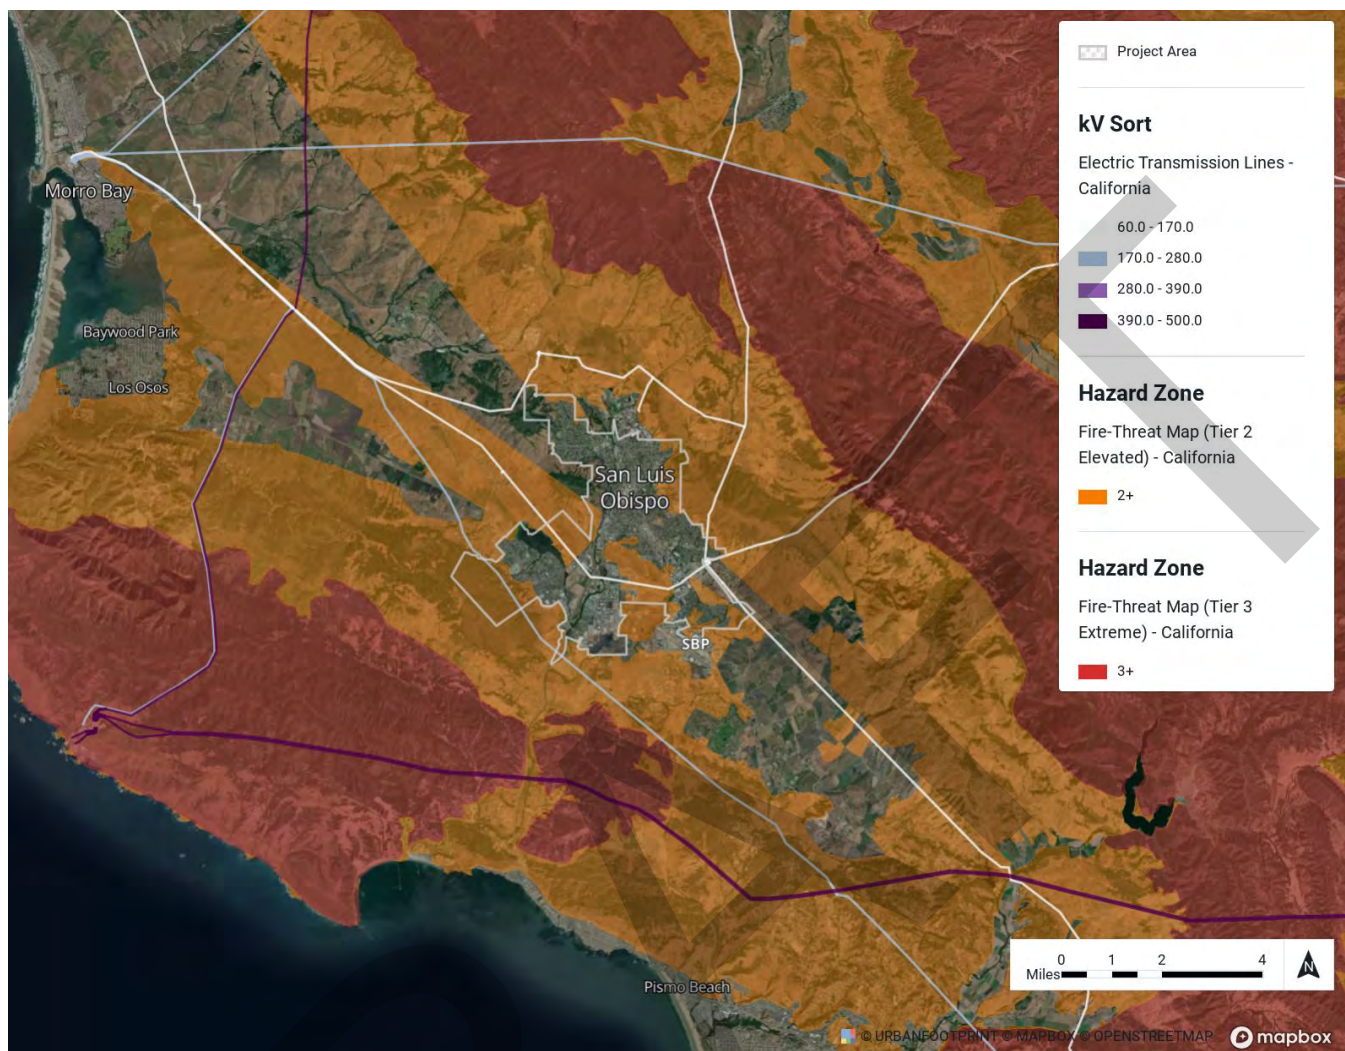 Project Area
kV Sort
Electric Transmission Lines -
California
60.0 - 170.0
170.0 - 280.0
280.0 - 390.0
390.0 - 500.0
Hazard Zone
Fire-Threat Map (Tier 2
Elevated) - California
2+
Hazard Zone
Fire-Threat Map (Tier 3
Extreme) - California
3+
Morro Bay
Baywood Park
Los Osos
San Luis
Obispo
SBP
Pismo Beach
0 1 2 4
Miles
N
© URBANFOOTPRINT © MAPBOX © OPENSTREETMAP
mapbox